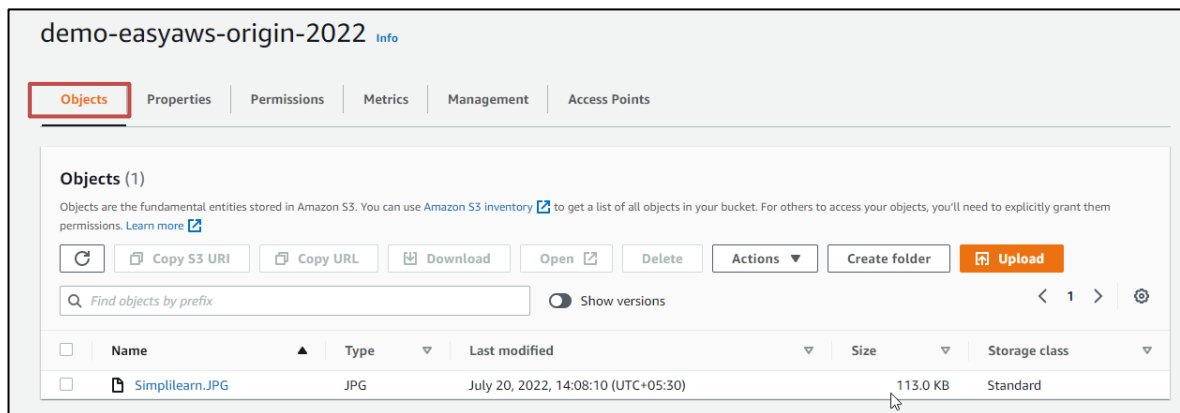 demo-easyaws-origin-2022 Info
Objects Properties Permissions Metrics Management Access Points
Objects (1)
Objects are the fundamental entities stored in Amazon S3. You can use Amazon S3 inventory to get a list of all objects in your bucket. For others to access your objects, you'll need to explicitly grant them
permissions. Learn more
Copy S3 URI Copy URL Download Open Delete Actions Create folder Upload
Find objects by prefix Show versions 1
Name Type Last modified Size Storage class
Simplilearn.JPG JPG July 20, 2022, 14:08:10 (UTC+05:30) 113.0 KB Standard